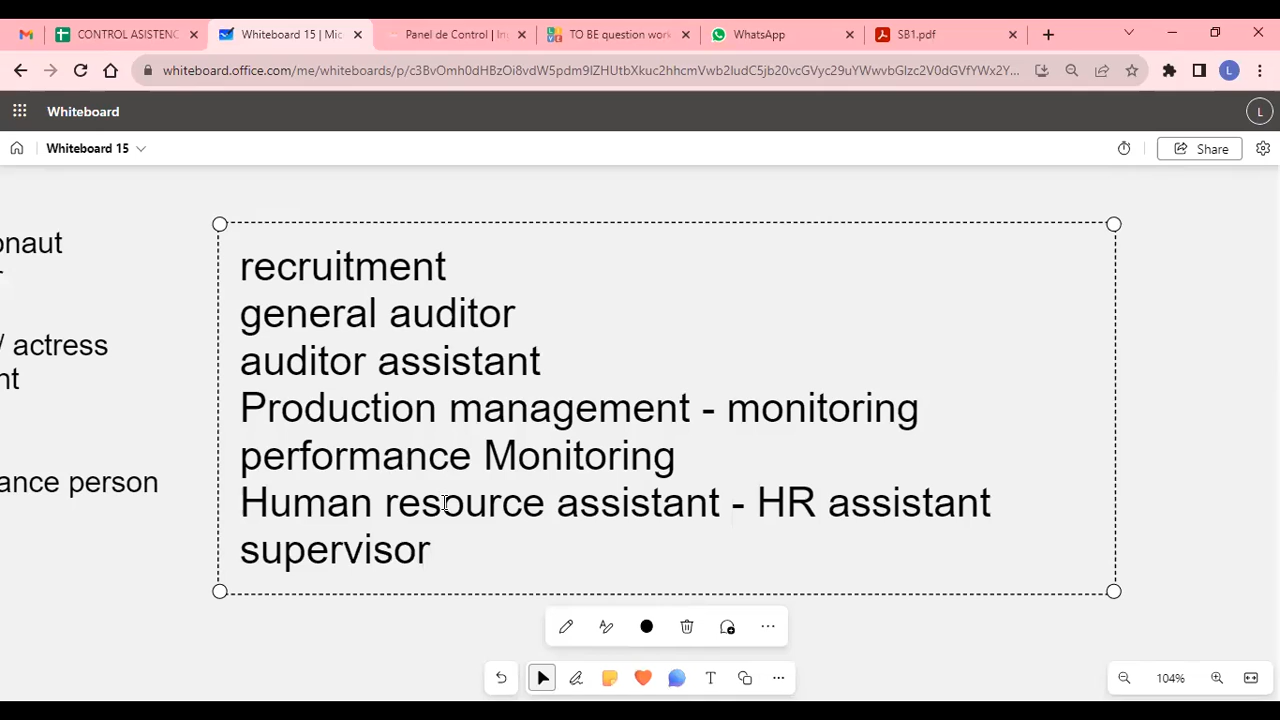 CONTROL ASISTENC
Whiteboard 15 | Mic
Panel de Control | In
TO BE question work
WhatsApp
SB1.pdf
L
Whiteboard
L
Whiteboard 15
Share
onaut
/ actress
nt
ance person
recruitment
general auditor
auditor assistant
Production management - monitoring
performance Monitoring
Human resource assistant - HR assistant
supervisor
104%